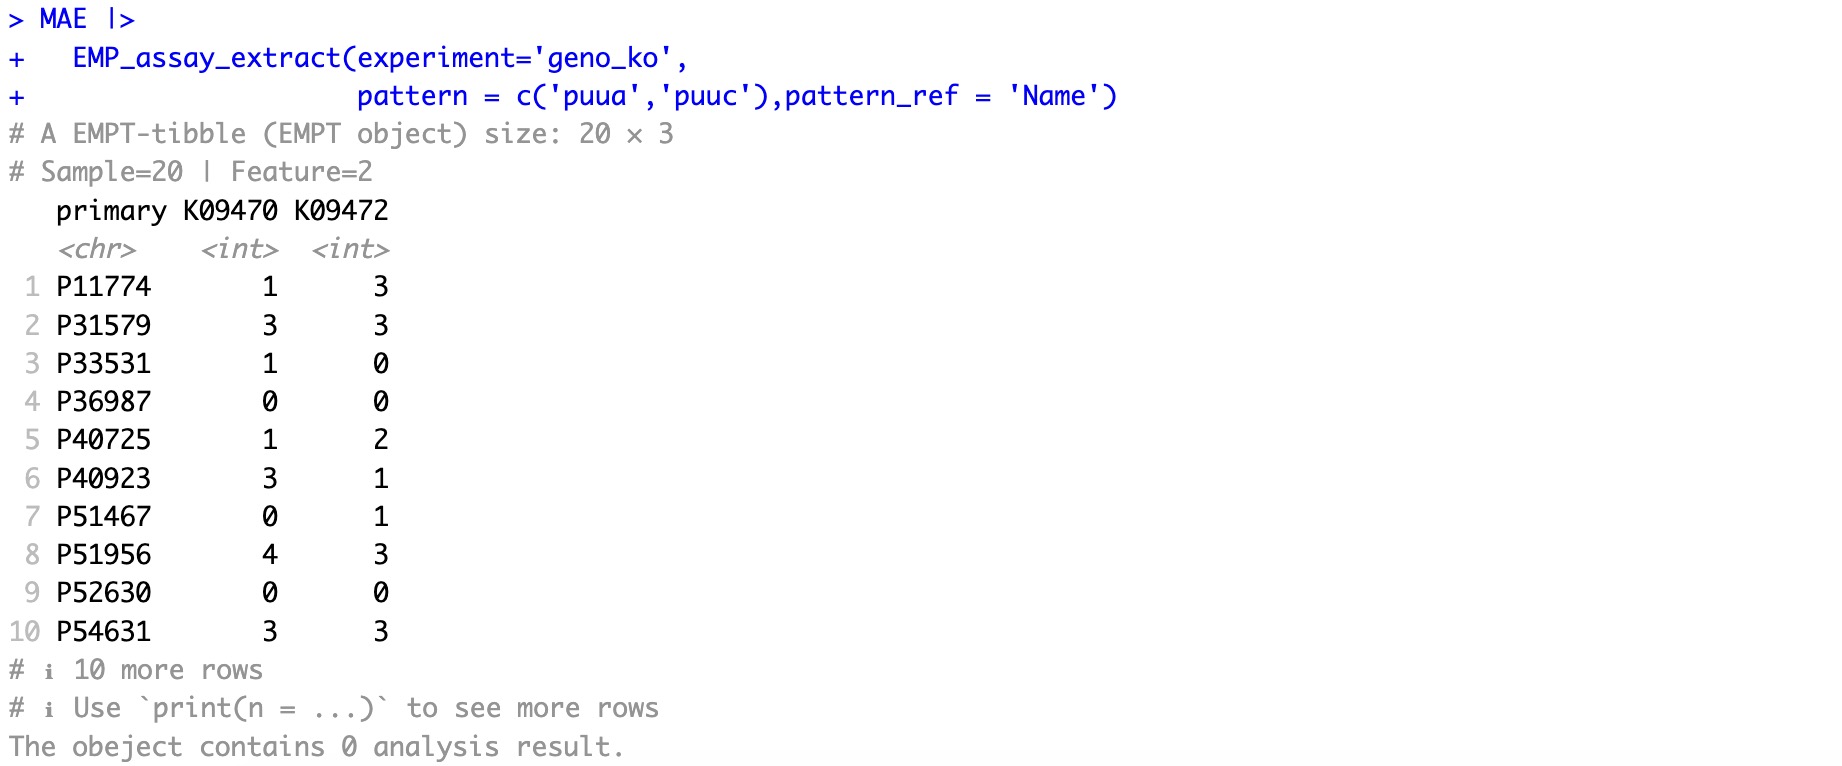 > MAE |>
+   EMP_assay_extract(experiment='geno_ko',
+                     pattern = c('puua','puuc'),pattern_ref = 'Name')
# A EMPT-tibble (EMPT object) size: 20 × 3
# Sample=20 | Feature=2
   primary K09470 K09472
   <chr>    <int>  <int>
 1 P11774       1      3
 2 P31579       3      3
 3 P33531       1      0
 4 P36987       0      0
 5 P40725       1      2
 6 P40923       3      1
 7 P51467       0      1
 8 P51956       4      3
 9 P52630       0      0
10 P54631       3      3
# ℹ 10 more rows
# ℹ Use `print(n = ...)` to see more rows
The obeject contains 0 analysis result.